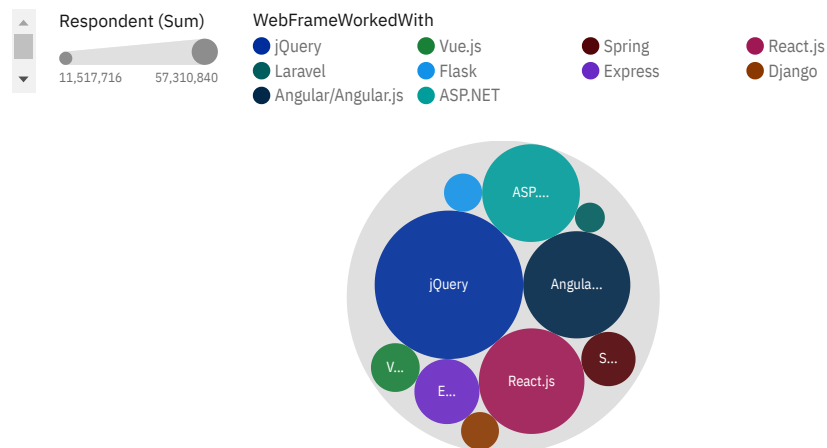 Respondent (Sum)
11,517,716 57,310,840
WebFrameWorkedWith
jQuery Vue.js Spring React.js
Laravel Flask Express Django
Angular/Angular.js ASP.NET
ASP....
jQuery Angula...
V... E... React.js S...